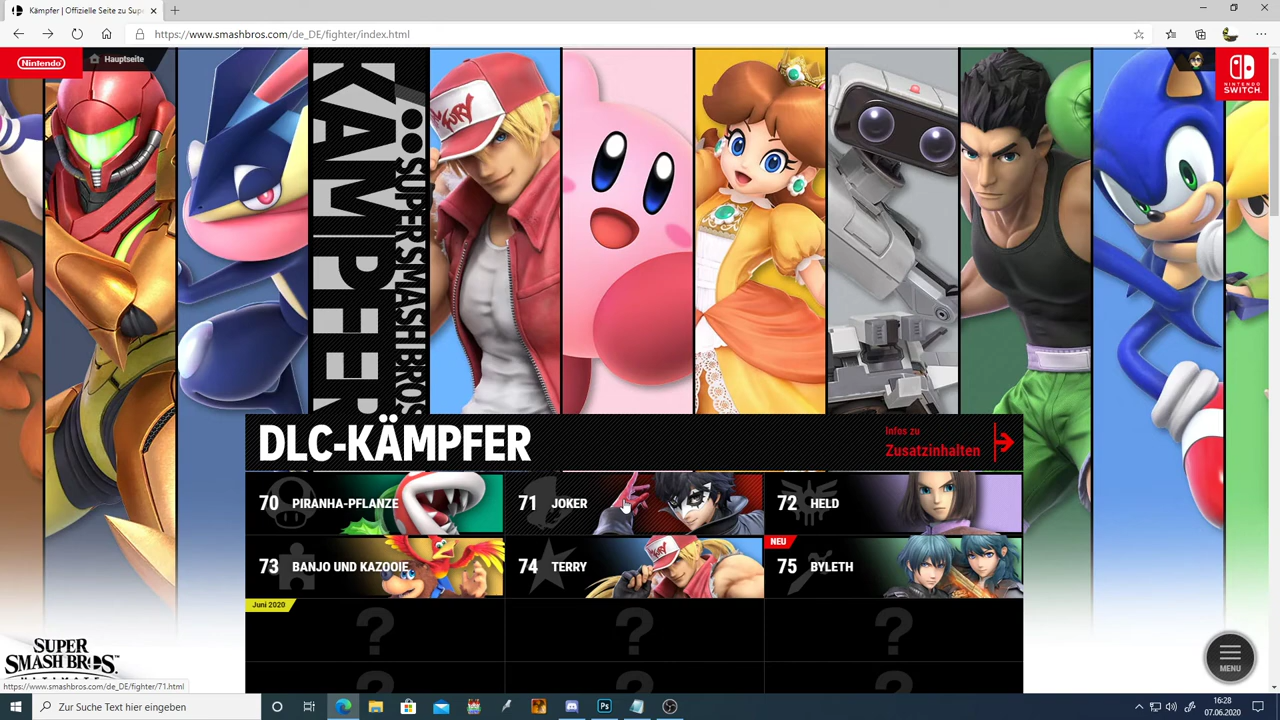 Kämpfer | Offizielle Seite zu Sup
https://www.smashbros.com/de_DE/fighter/index.html
Nintendo
Hauptseite
NINTENDO
SWITCH
KÄMPFER
SUPER SMASH BROS
DLC-KÄMPFER
Infos zu
Zusatzinhalten
70 PIRANHA-PFLANZE
71 JOKER
72 HELD
73 BANJO UND KAZOOIE
74 TERRY
NEU
75 BYLETH
Juni 2020
?
?
?
?
?
?
SUPER
SMASH BROS.
ULTIMATE
MENU
https://www.smashbros.com/de_DE/fighter/71.html
Zur Suche Text hier eingeben
16:28
07.06.2020